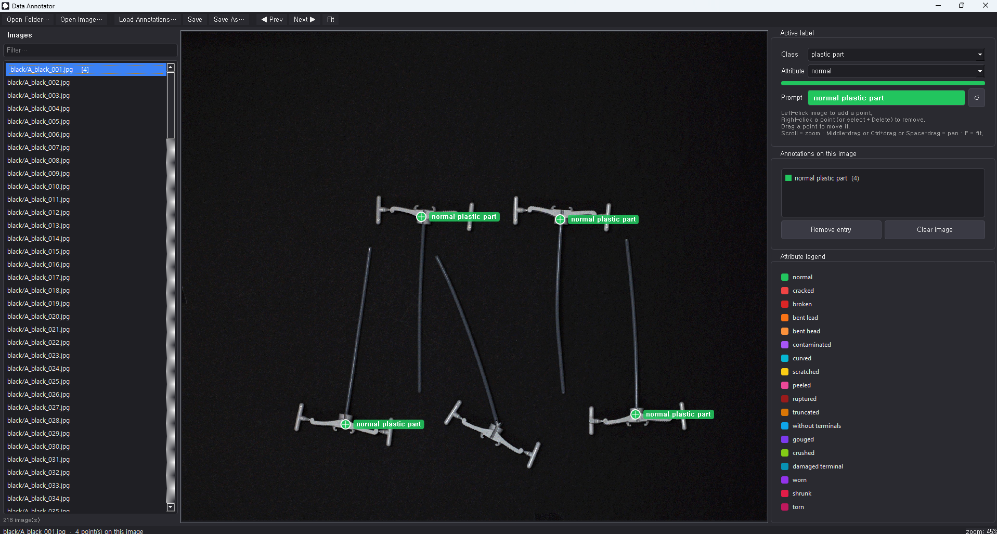 Data Annotator
Open Folder… Open Image… Load Annotations… Save Save As… ◀ Prev Next ▶ Fit
Images
Filter…
black/A_black_001.jpg [4]
black/A_black_002.jpg
black/A_black_003.jpg
black/A_black_004.jpg
black/A_black_005.jpg
black/A_black_006.jpg
black/A_black_007.jpg
black/A_black_008.jpg
black/A_black_009.jpg
black/A_black_010.jpg
black/A_black_011.jpg
black/A_black_012.jpg
black/A_black_013.jpg
black/A_black_014.jpg
black/A_black_015.jpg
black/A_black_016.jpg
black/A_black_017.jpg
black/A_black_018.jpg
black/A_black_019.jpg
black/A_black_020.jpg
black/A_black_021.jpg
black/A_black_022.jpg
black/A_black_023.jpg
black/A_black_024.jpg
black/A_black_025.jpg
black/A_black_026.jpg
black/A_black_027.jpg
black/A_black_028.jpg
black/A_black_029.jpg
black/A_black_030.jpg
black/A_black_031.jpg
black/A_black_032.jpg
black/A_black_033.jpg
black/A_black_034.jpg
black/A_black_035.jpg
image(s)
black/A_black_001.jpg - 4 point(s) on this image
normal plastic part
normal plastic part
normal plastic part
normal plastic part
Active label
Class plastic part
Attribute normal
Prompt normal plastic part
Left-click image to add a point.
Right-click a point (or select + Delete) to remove.
Drag a point to move it.
Scroll = zoom · Middle-drag or Ctrl+drag or Space+drag = pan · F = fit.
Annotations on this image
normal plastic part (4)
Remove entry Clear image
Attribute legend
normal
cracked
broken
bent lead
bent head
contaminated
curved
scratched
peeled
ruptured
truncated
without terminals
gouged
crushed
damaged terminal
worn
shrunk
torn
zoom: 45%